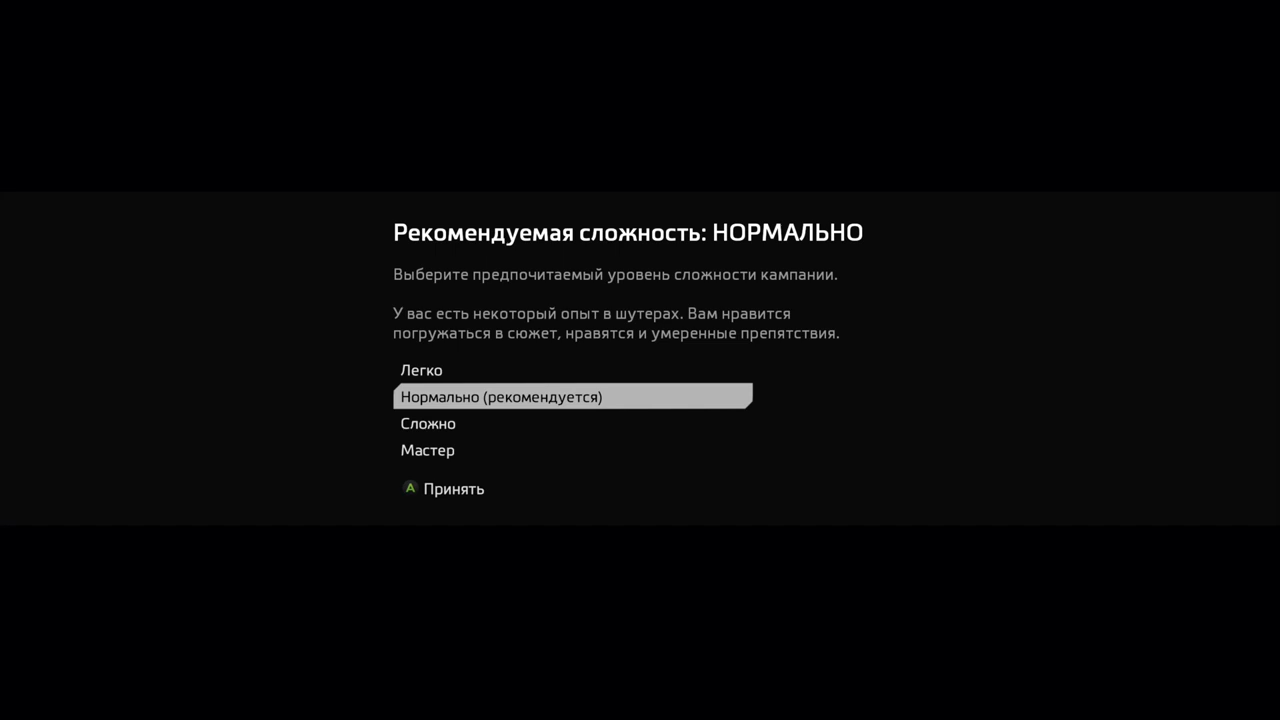 Рекомендуемая сложность: НОРМАЛЬНО
Выберите предпочитаемый уровень сложности кампании.
У вас есть некоторый опыт в шутерах. Вам нравится
погружаться в сюжет, нравятся и умеренные препятствия.
Легко
Нормально (рекомендуется)
Сложно
Мастер
A Принять